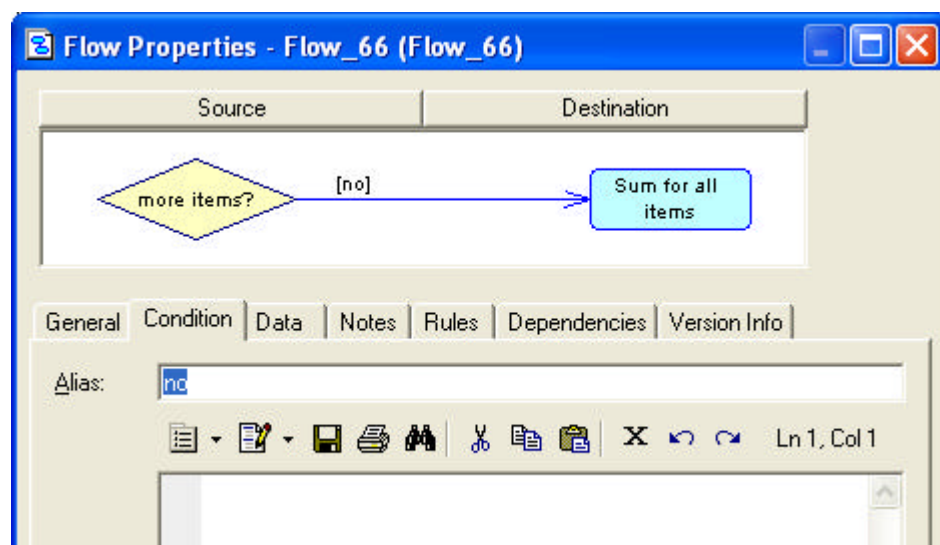 Flow Properties - Flow_66 (Flow_66)
Source Destination
more items? [no] Sum for all
items
General Condition Data Notes Rules Dependencies Version Info
Alias: no
Ln 1, Col 1